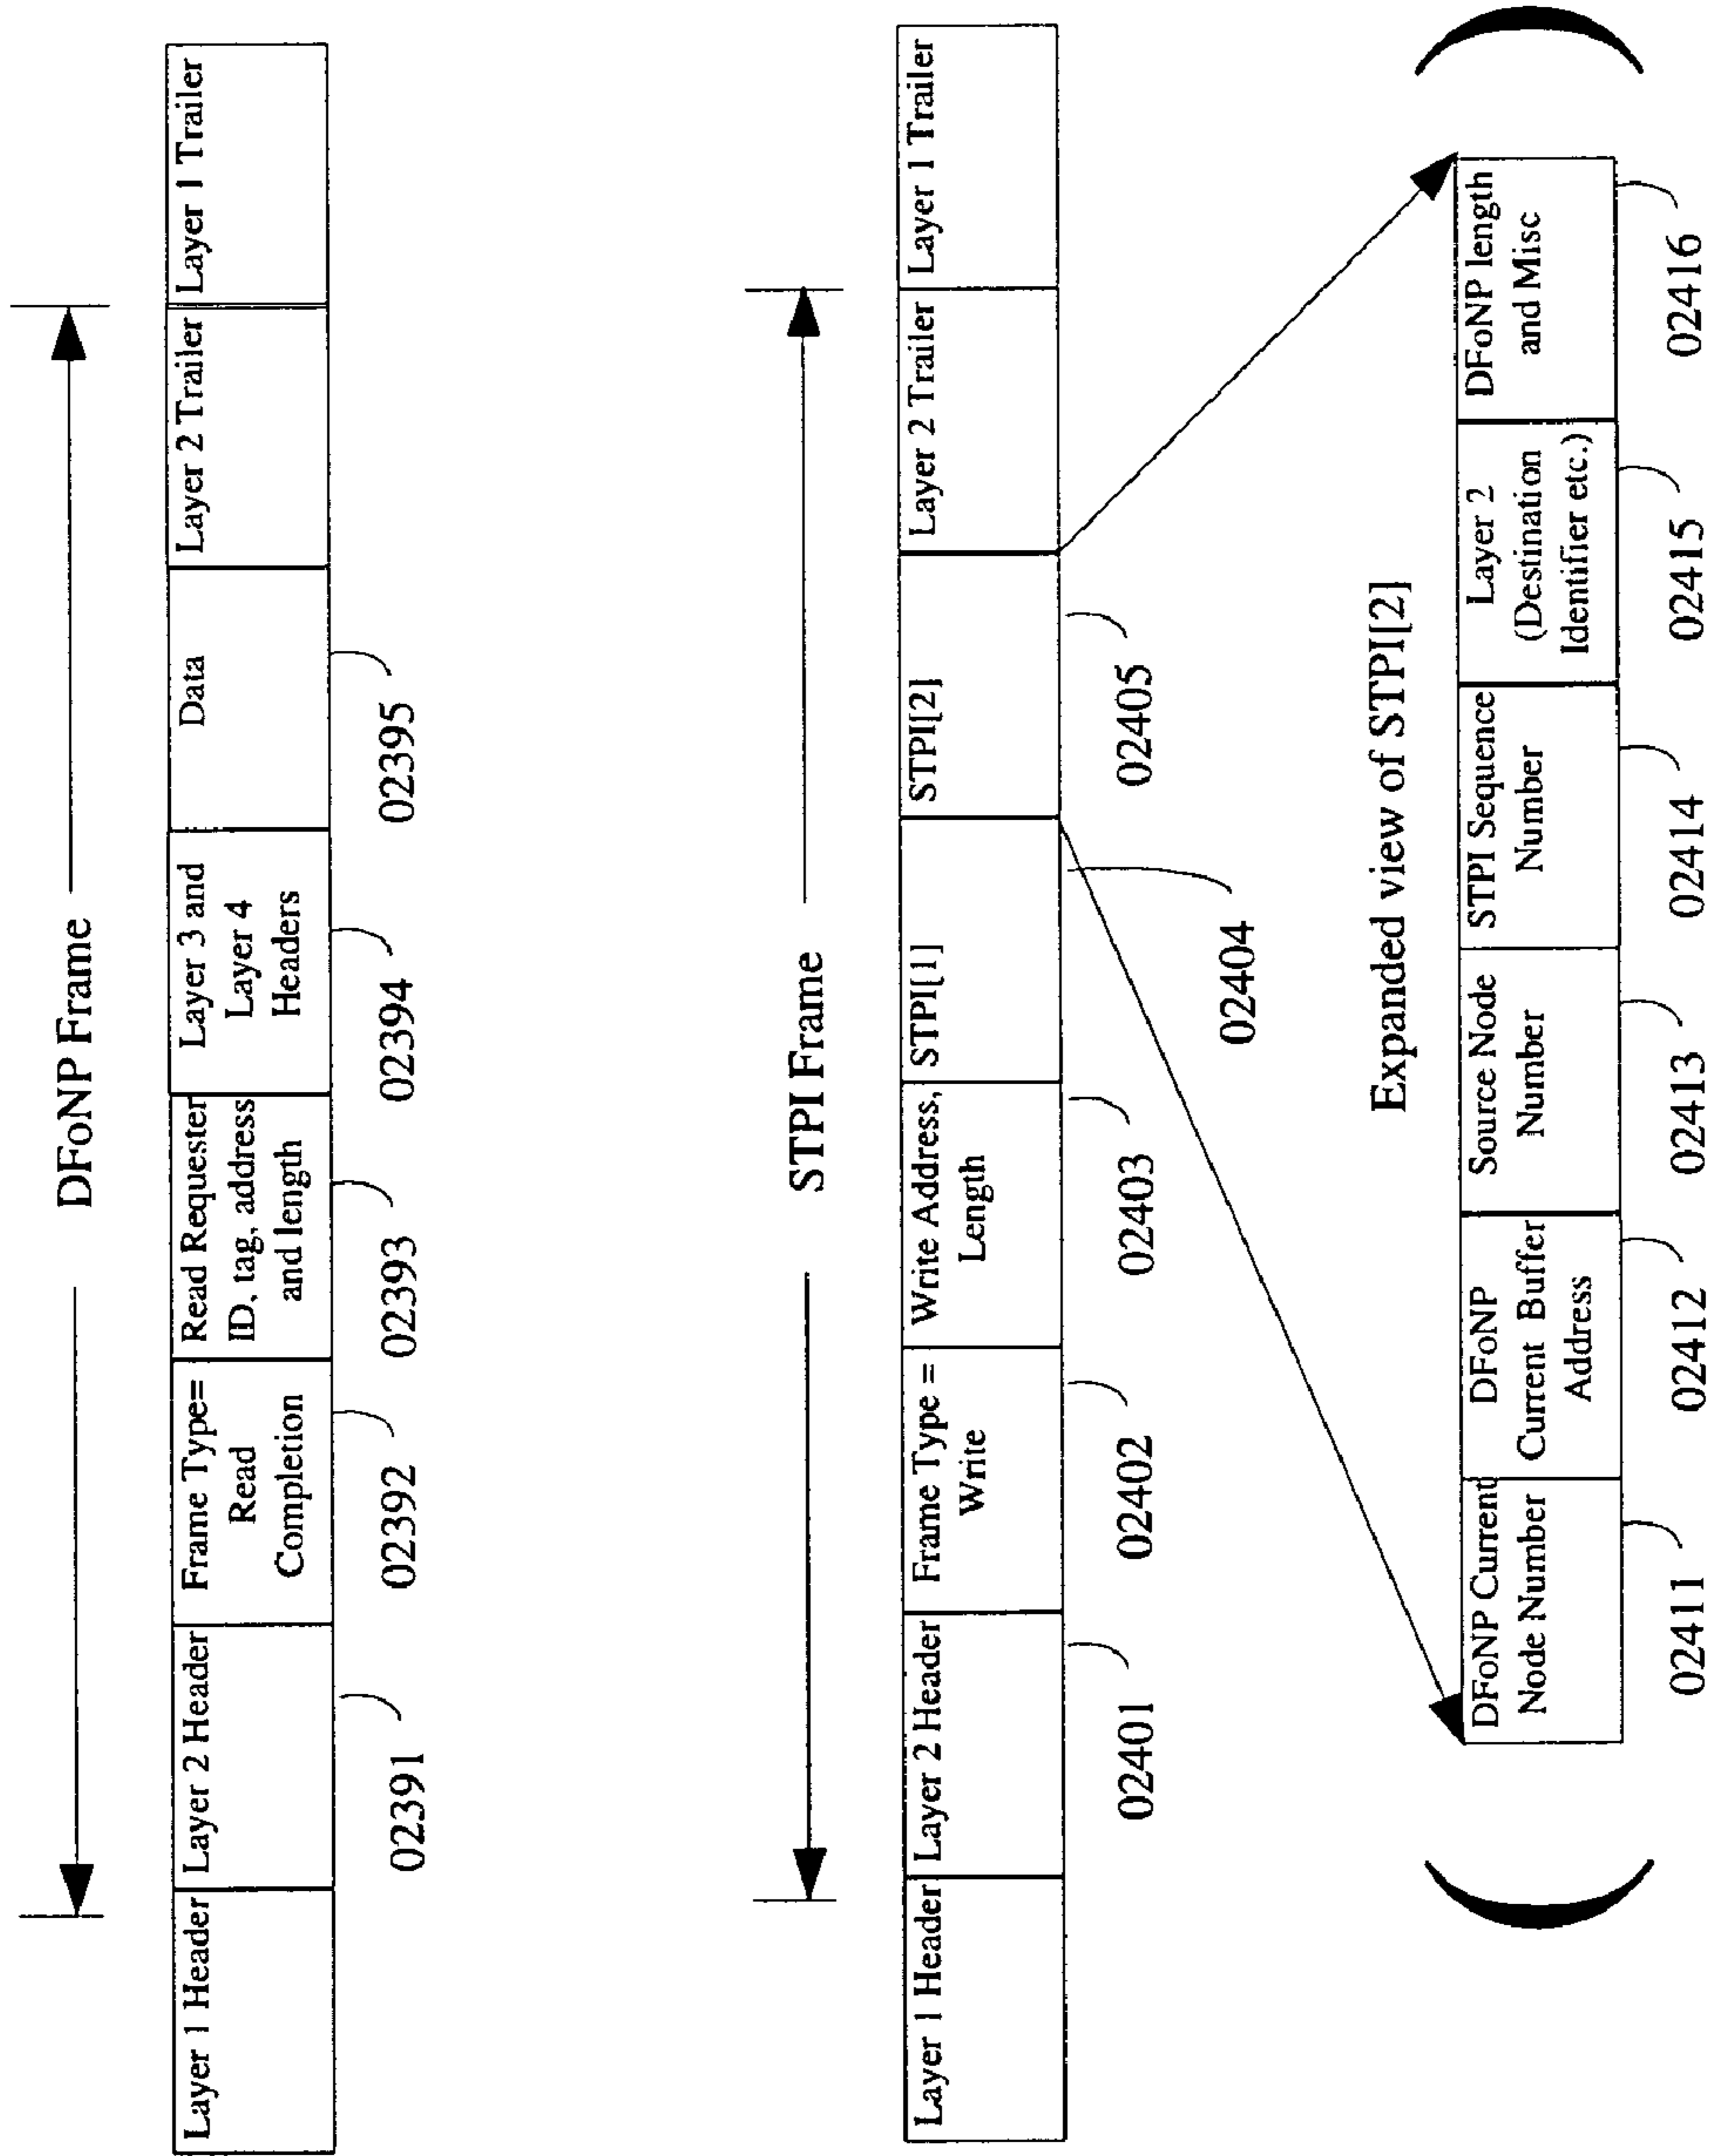 DFoNP Frame
Layer 1 Header
Layer 2 Header
Frame Type=
Read
Completion
Read Requester
ID, tag, address
and length
Layer 3 and
Layer 4
Headers
Data
Layer 2 Trailer
Layer 1 Trailer
02391
02392
02393
02394
02395
STPI Frame
Layer 1 Header
Layer 2 Header
Frame Type =
Write
Write Address,
Length
STPI[1]
STPI[2]
Layer 2 Trailer
Layer 1 Trailer
02401
02402
02403
02404
02405
Expanded view of STPI[2]
DFoNP Current
Node Number
DFoNP
Current Buffer
Address
Source Node
Number
STPI Sequence
Number
Layer 2
(Destination
Identifier etc.)
DFoNP length
and Misc
02411
02412
02413
02414
02415
02416